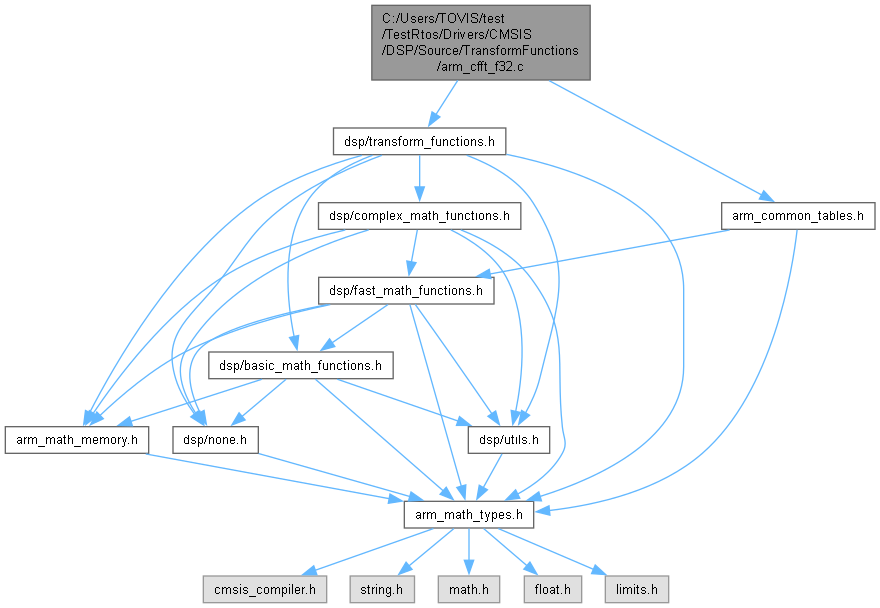 C:/Users/TOVIS/test
/TestRtos/Drivers/CMSIS
/DSP/Source/TransformFunctions
/arm_cfft_f32.c
dsp/transform_functions.h
dsp/complex_math_functions.h
arm_common_tables.h
dsp/fast_math_functions.h
dsp/basic_math_functions.h
arm_math_memory.h
dsp/none.h
dsp/utils.h
arm_math_types.h
cmsis_compiler.h
string.h
math.h
float.h
limits.h